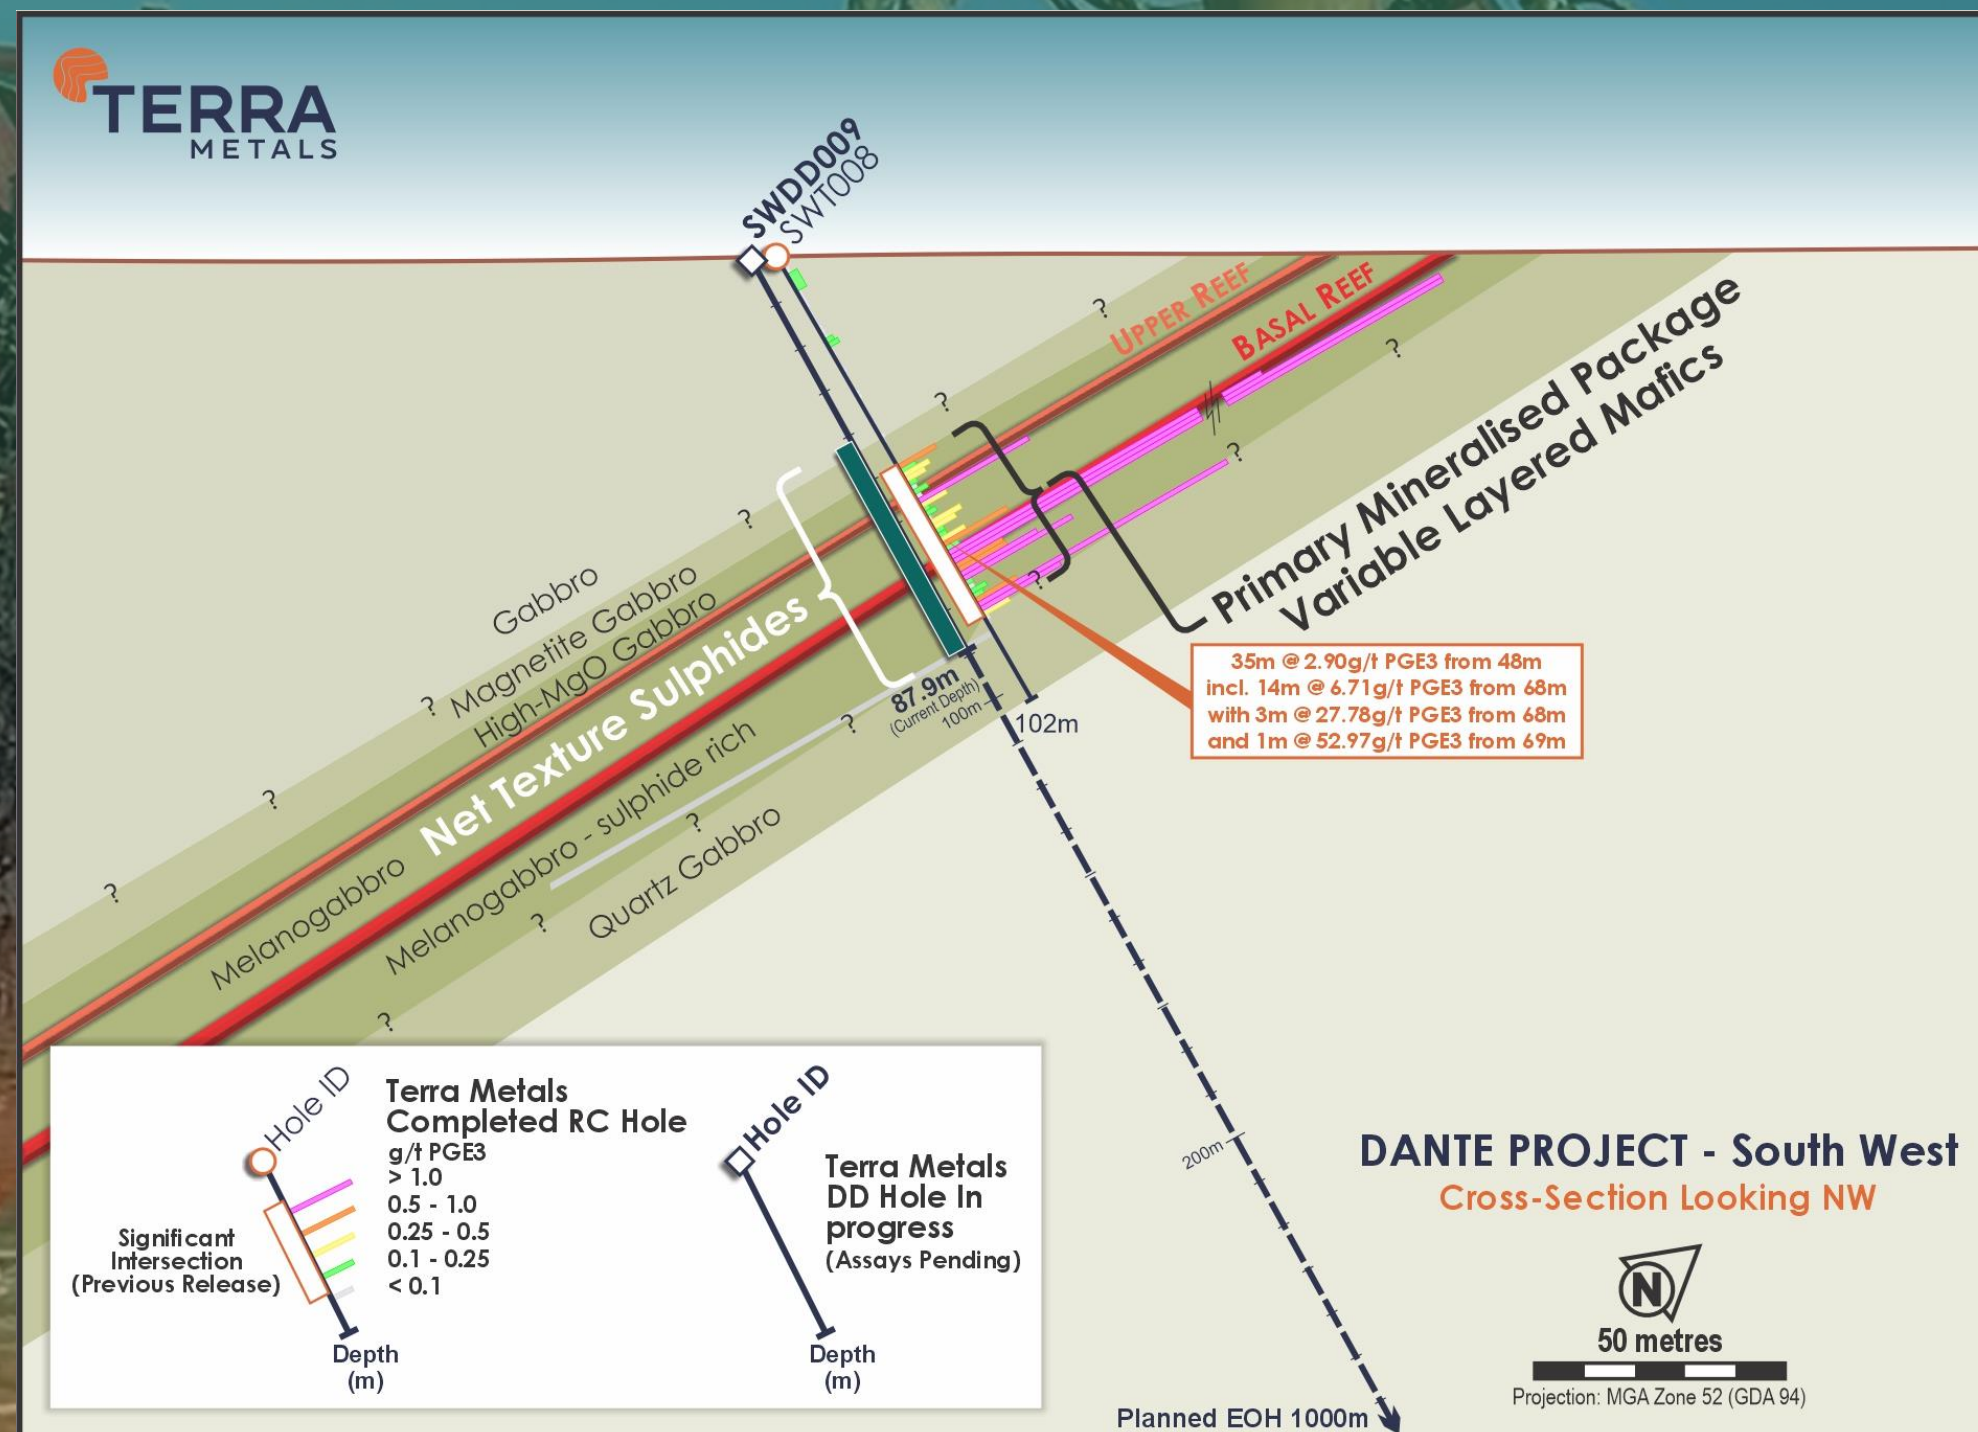 TERRA
METALS
SWDD009
SWT008
UPPER REEF
BASAL REEF
?
?
?
?
?
?
?
?
?
?
?
?
?
?
Primary Mineralised Package
Variable Layered Mafics
Gabbro
Magnetite Gabbro
High-MgO Gabbro
Net Texture Sulphides
Melanogabbro
Melanogabbro - sulphide rich
Quartz Gabbro
87.9m
(Current Depth)
100m
102m
35m @ 2.90g/t PGE3 from 48m
incl. 14m @ 6.71g/t PGE3 from 68m
with 3m @ 27.78g/t PGE3 from 68m
and 1m @ 52.97g/t PGE3 from 69m
200m
Planned EOH 1000m
Hole ID
Terra Metals
Completed RC Hole
g/t PGE3
> 1.0
0.5 - 1.0
0.25 - 0.5
0.1 - 0.25
< 0.1
Significant
Intersection
(Previous Release)
Depth
(m)
Hole ID
Terra Metals
DD Hole In
progress
(Assays Pending)
Depth
(m)
DANTE PROJECT - South West
Cross-Section Looking NW
N
50 metres
Projection: MGA Zone 52 (GDA 94)